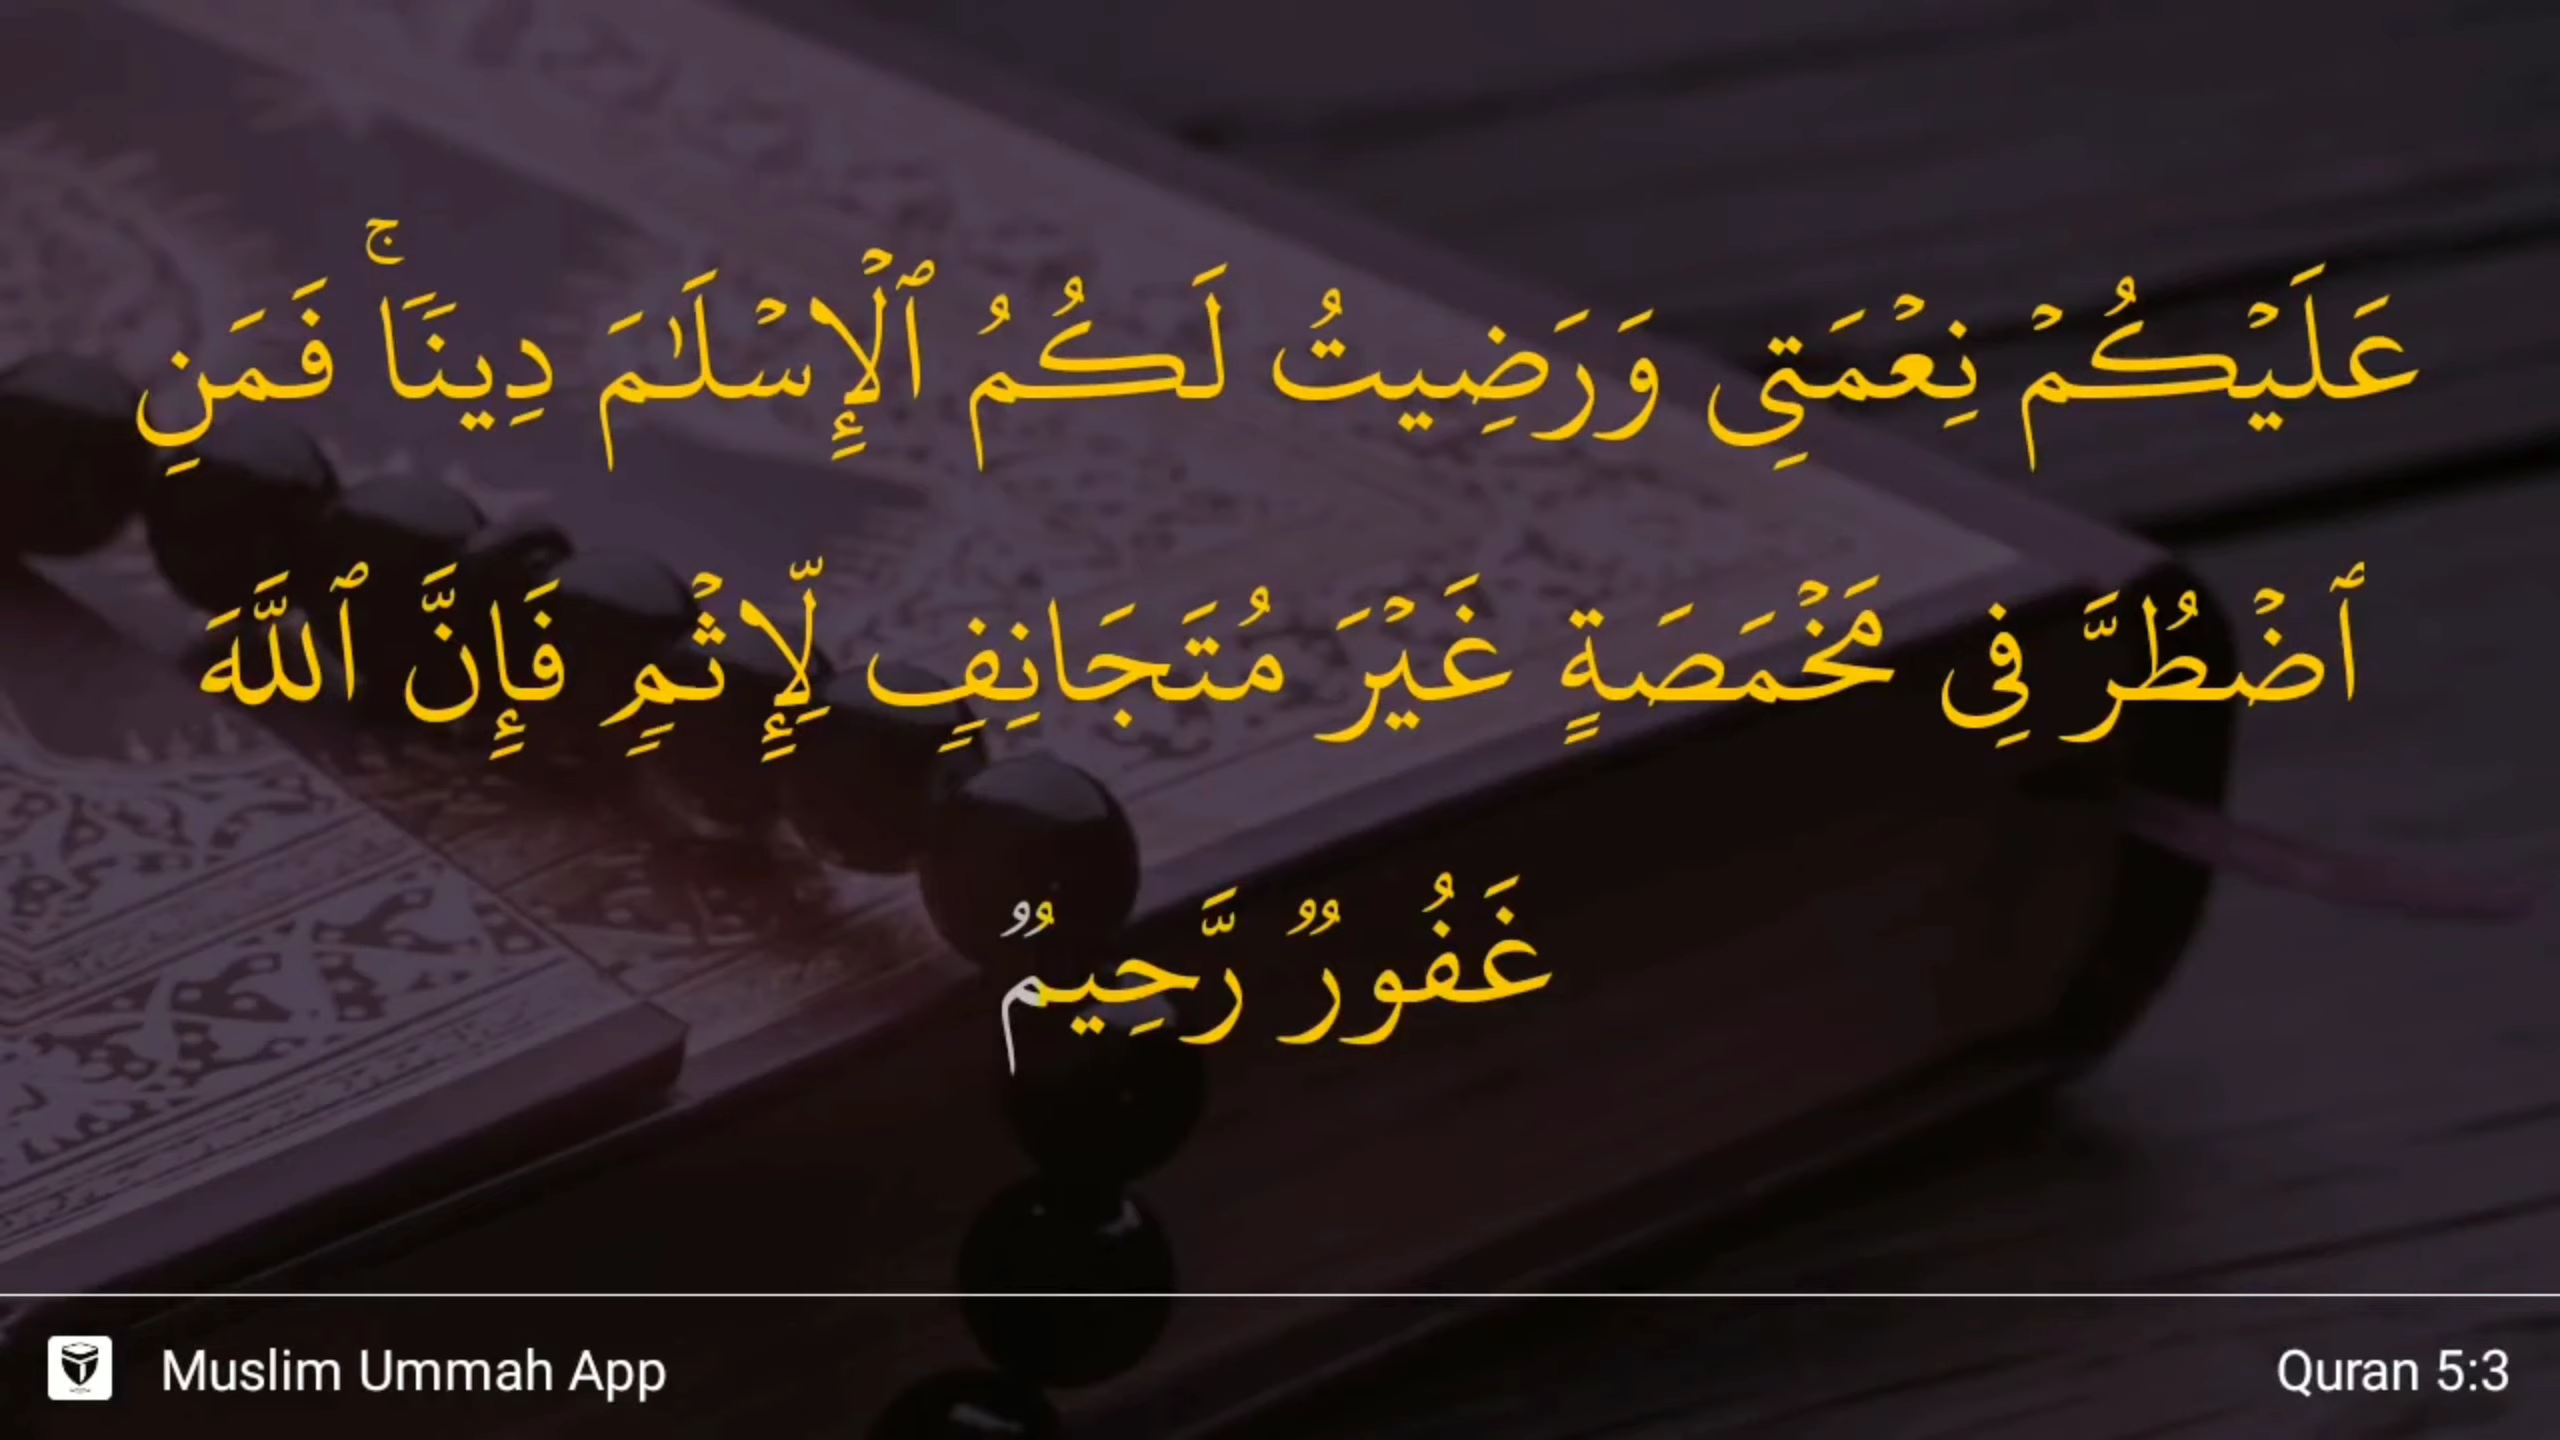 عَلَيۡكُمۡ نِعۡمَتِي وَرَضِيتُ لَكُمُ ٱلۡإِسۡلَٰمَ دِينٗاۚ فَمَنِ
ٱضۡطُرَّ فِي مَخۡمَصَةٍ غَيۡرَ مُتَجَانِفٖ لِّإِثۡمٖ فَإِنَّ ٱللَّهَ
غَفُورٞ رَّحِيمٞ
Muslim Ummah App
Quran 5:3